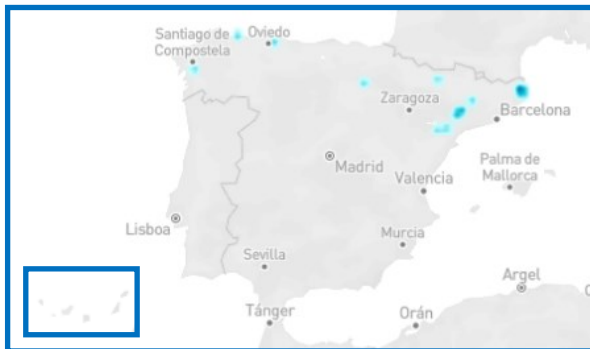 Santiago de
Compostela
Oviedo
Zaragoza
Barcelona
Madrid
Palma de
Mallorca
Valencia
Lisboa
Murcia
Sevilla
Argel
Tánger
Orán